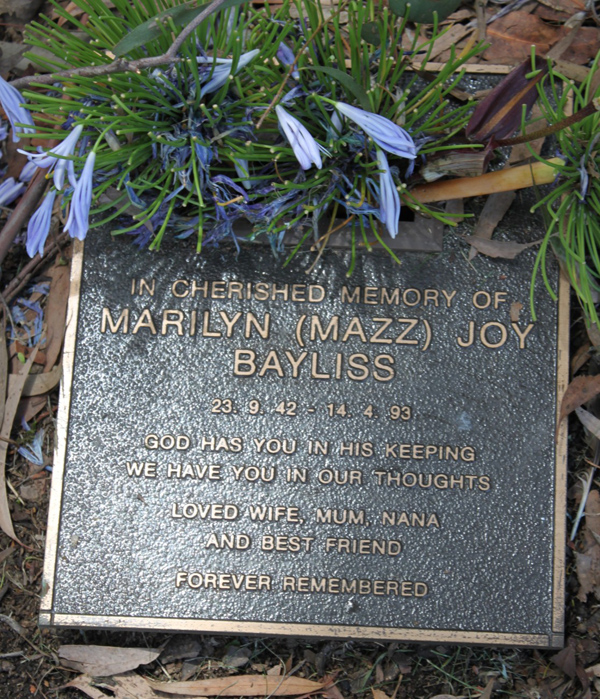 IN CHERISHED MEMORY OF
MARILYN (MAZZ) JOY
BAYLISS
23. 9. 42 - 14. 4. 93
GOD HAS YOU IN HIS KEEPING
WE HAVE YOU IN OUR THOUGHTS
LOVED WIFE, MUM, NANA
AND BEST FRIEND
FOREVER REMEMBERED